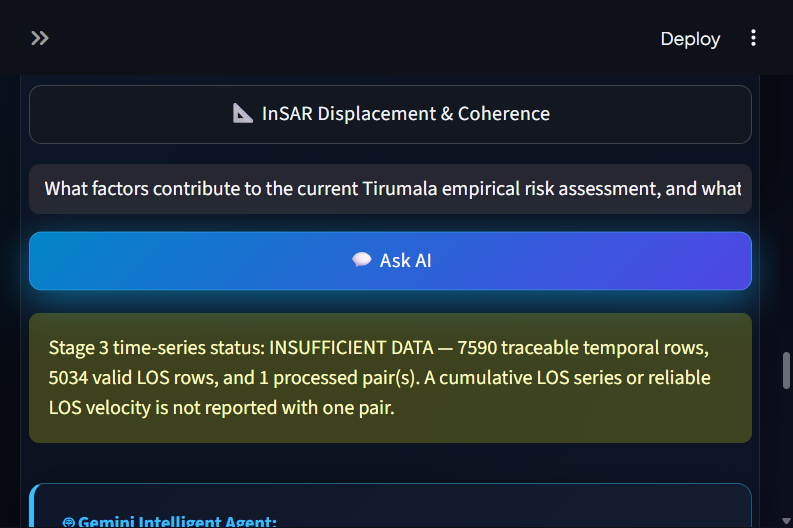 Deploy
📐 InSAR Displacement & Coherence
What factors contribute to the current Tirumala empirical risk assessment, and what
💬 Ask AI
Stage 3 time-series status: INSUFFICIENT DATA — 7590 traceable temporal rows,
5034 valid LOS rows, and 1 processed pair(s). A cumulative LOS series or reliable
LOS velocity is not reported with one pair.
Gemini Intelligent Agent: